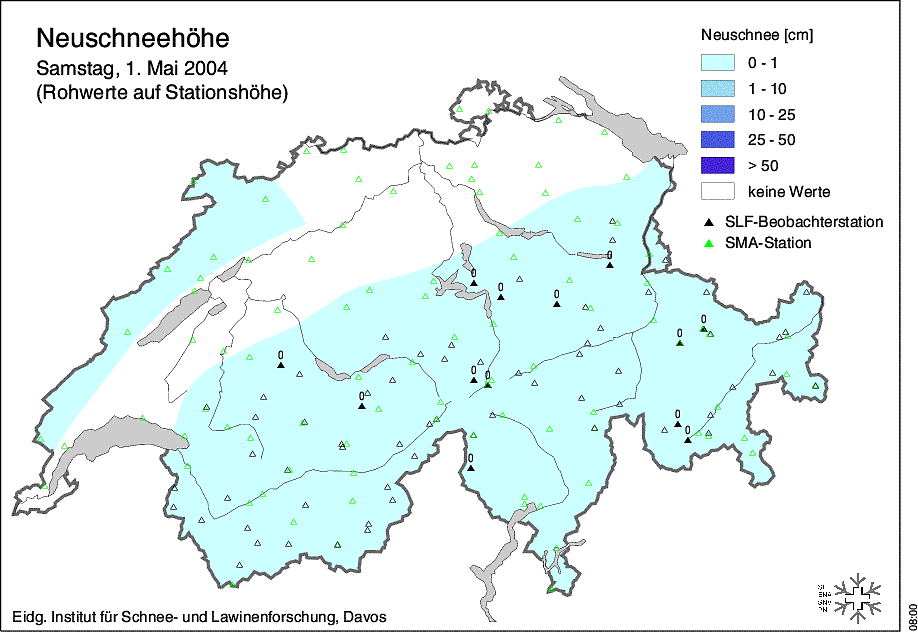 Neuschneehöhe
Samstag, 1. Mai 2004
(Rohwerte auf Stationshöhe)
Neuschnee [cm]
0 - 1
1 - 10
10 - 25
25 - 50
> 50
keine Werte
SLF-Beobachterstation
SMA-Station
0
0
0
0
0
0
0
0
0
0
0
0
0
Eidg. Institut für Schnee- und Lawinenforschung, Davos
08:00